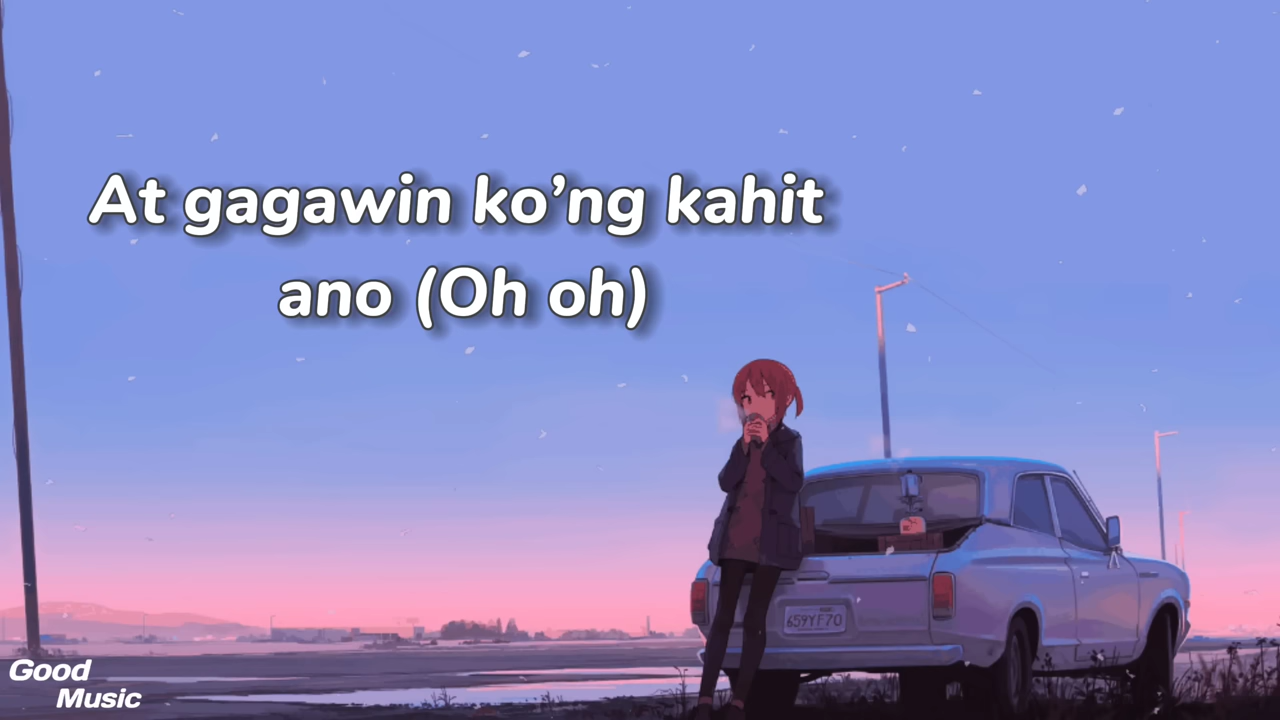 At gagawin ko’ng kahit
ano (Oh oh)
659YF70
Good
Music